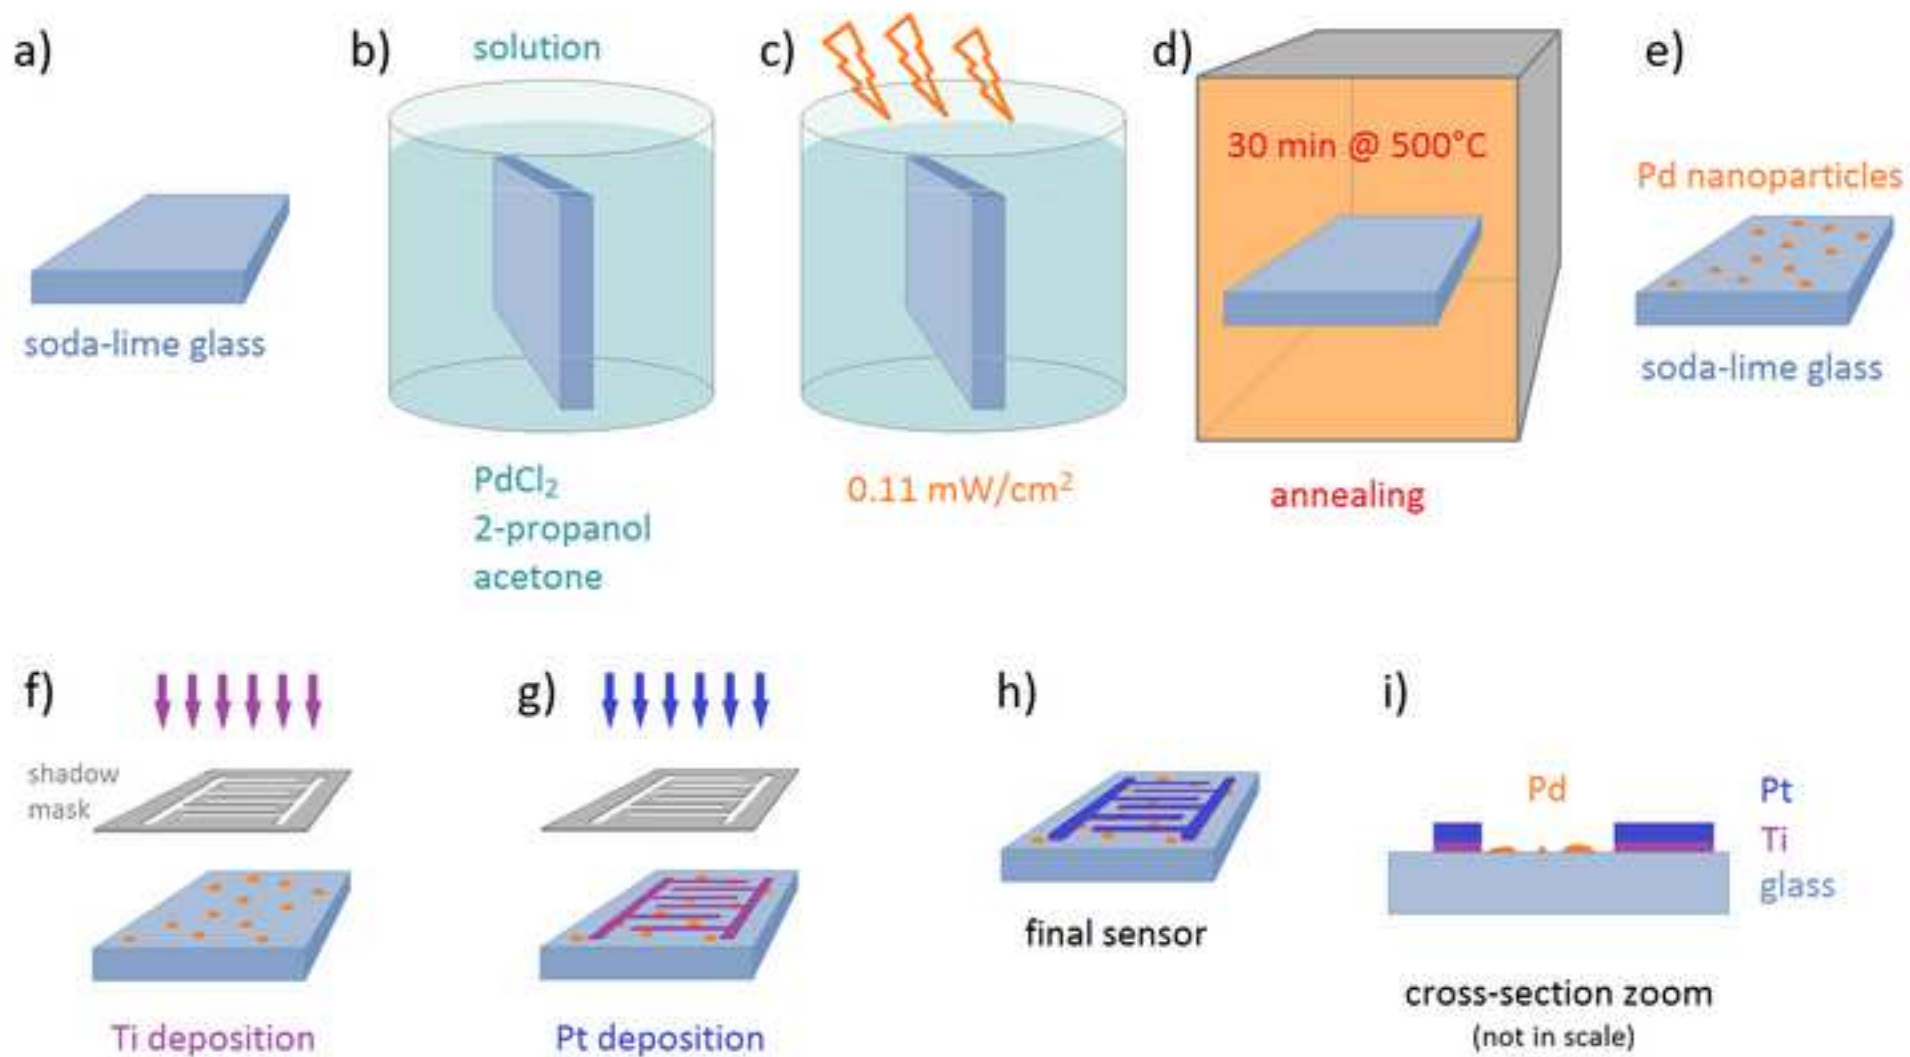 a)
soda-lime glass
b)
solution
PdCl₂
2-propanol
acetone
c)
0.11 mW/cm²
d)
30 min @ 500°C
annealing
e)
Pd nanoparticles
soda-lime glass
f)
shadow
mask
Ti deposition
g)
Pt deposition
h)
final sensor
i)
Pd
Pt
Ti
glass
cross-section zoom
(not in scale)